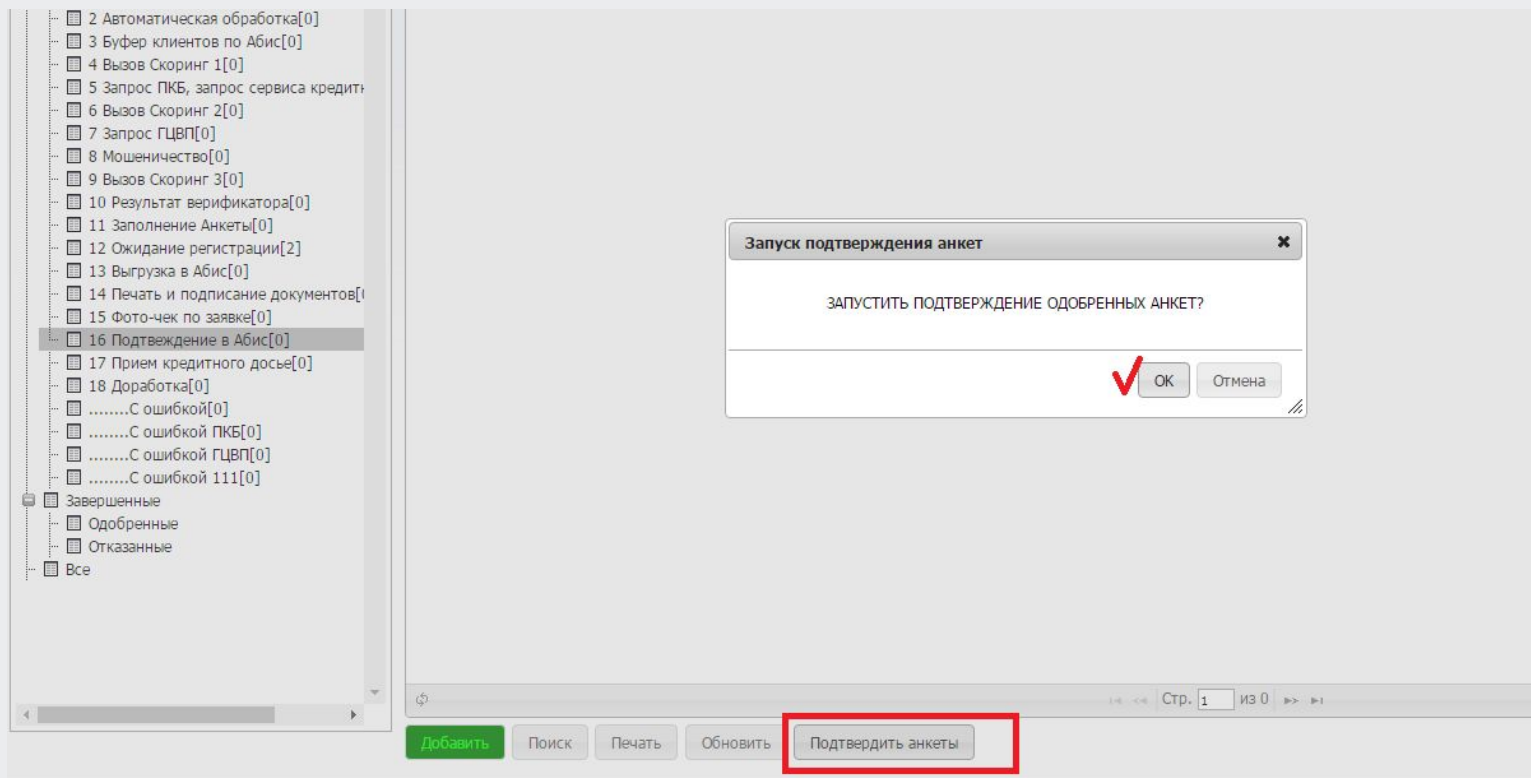 2 Автоматическая обработка[0]
3 Буфер клиентов по Абис[0]
4 Вызов Скоринг 1[0]
5 Запрос ПКБ, запрос сервиса кредитн
6 Вызов Скоринг 2[0]
7 Запрос ГЦВП[0]
8 Мошеничество[0]
9 Вызов Скоринг 3[0]
10 Результат верификатора[0]
11 Заполнение Анкеты[0]
12 Ожидание регистрации[2]
13 Выгрузка в Абис[0]
14 Печать и подписание документов[0
15 Фото-чек по заявке[0]
16 Подтвеждение в Абис[0]
17 Прием кредитного досье[0]
18 Доработка[0]
........С ошибкой[0]
........С ошибкой ПКБ[0]
........С ошибкой ГЦВП[0]
........С ошибкой 111[0]
Завершенные
Одобренные
Отказанные
Все
Запуск подтверждения анкет
ЗАПУСТИТЬ ПОДТВЕРЖДЕНИЕ ОДОБРЕННЫХ АНКЕТ?
OK Отмена
Стр. 1 из 0
Добавить Поиск Печать Обновить Подтвердить анкеты